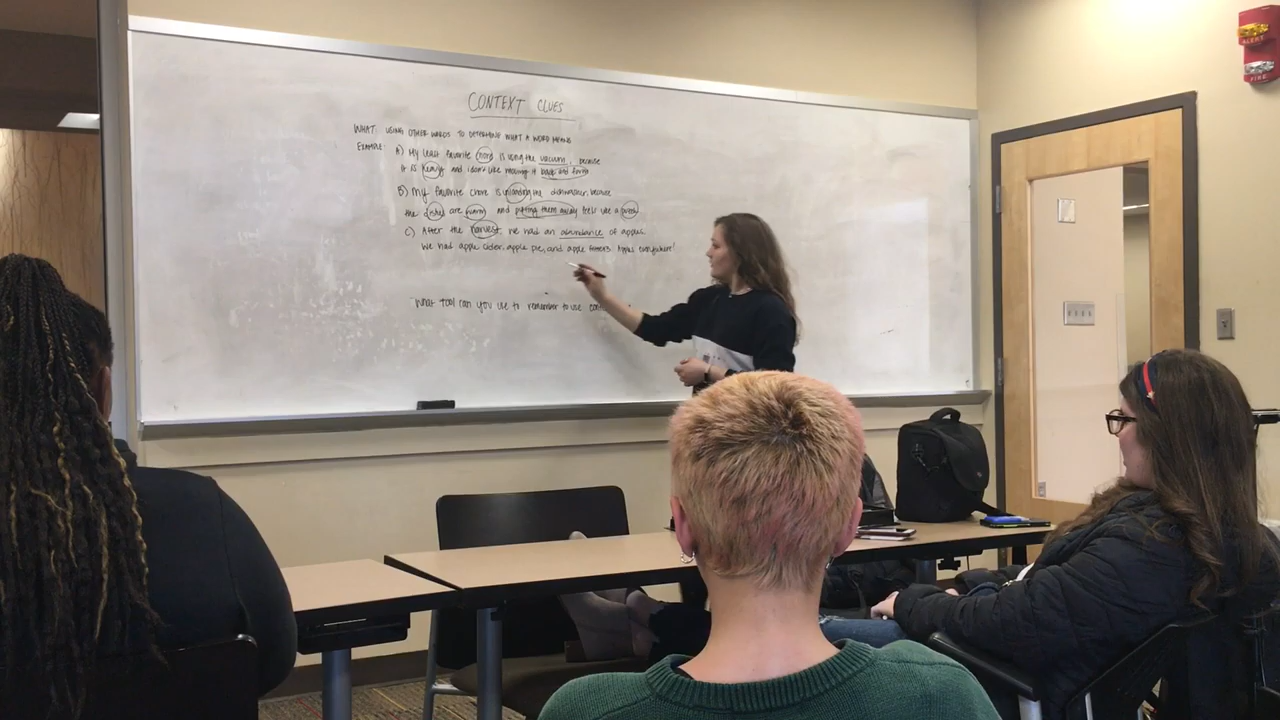 CONTEXT CLUES
WHAT: USING OTHER WORDS TO DETERMINE WHAT A WORD MEANS
EXAMPLE: A) My least favorite chore is using the vacuum, because
it is heavy and i don't like moving it back and forth
B) My favorite chore is unloading the dishwasher, because
the dishes are warm and putting them away feels like a puzzle
C) After the harvest, we had an abundance of apples.
We had apple cider, apple pie, and apple fritters. Apples everywhere!
"What tool can you use to remember to use
ALERT
FIRE